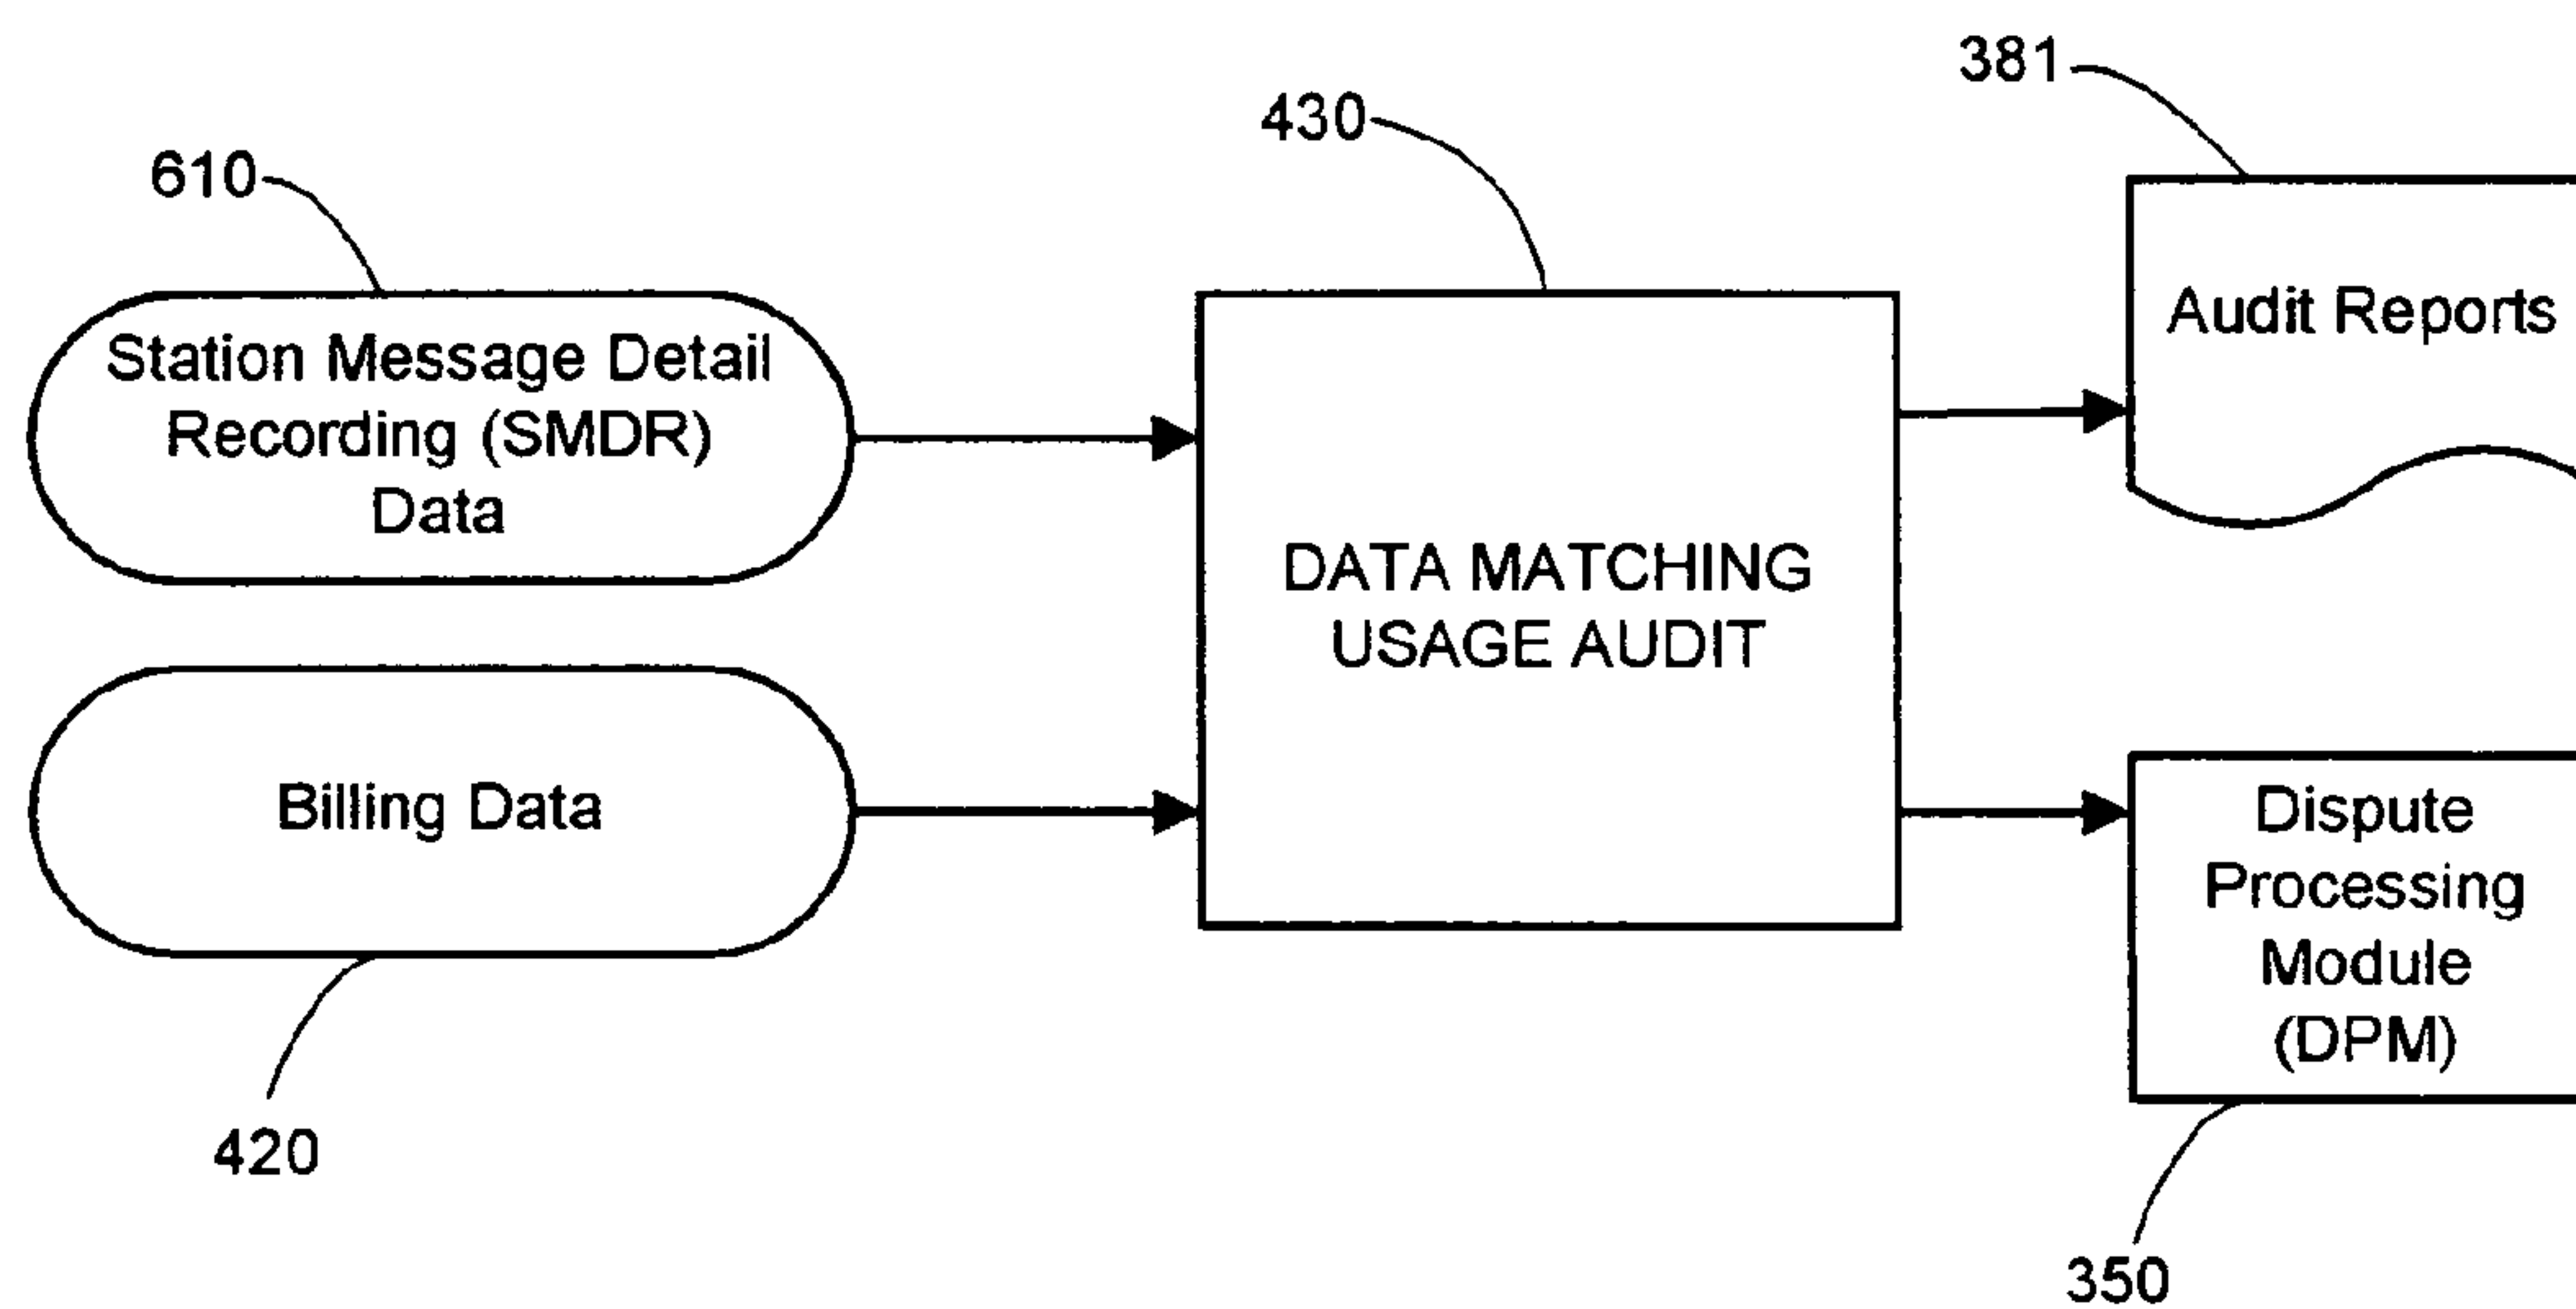 381
430
610
Station Message Detail
Recording (SMDR)
Data
Audit Reports
DATA MATCHING
USAGE AUDIT
Billing Data
Dispute
Processing
Module
(DPM)
420
350